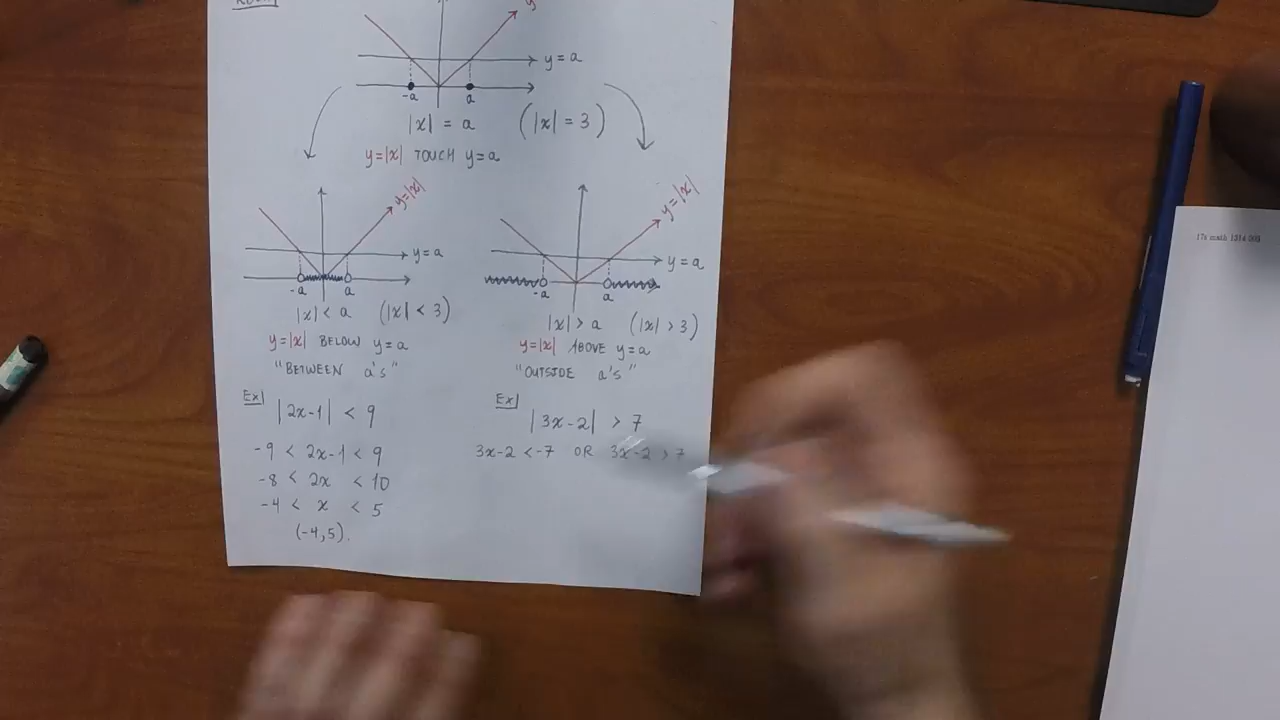 y = a
-a a
|x| = a (|x| = 3)
y=|x| TOUCH y=a
y=|x|
y = a
-a a
|x| < a (|x| < 3)
y=|x| BELOW y=a
"BETWEEN a's"
Ex|
|2x-1| < 9
-9 < 2x-1 < 9
-8 < 2x < 10
-4 < x < 5
(-4,5).
y=|x|
y = a
-a a
|x| > a (|x| > 3)
y=|x| ABOVE y=a
"OUTSIDE a's"
Ex|
|3x-2| > 7
3x-2 < -7 OR 3x-2 > 7